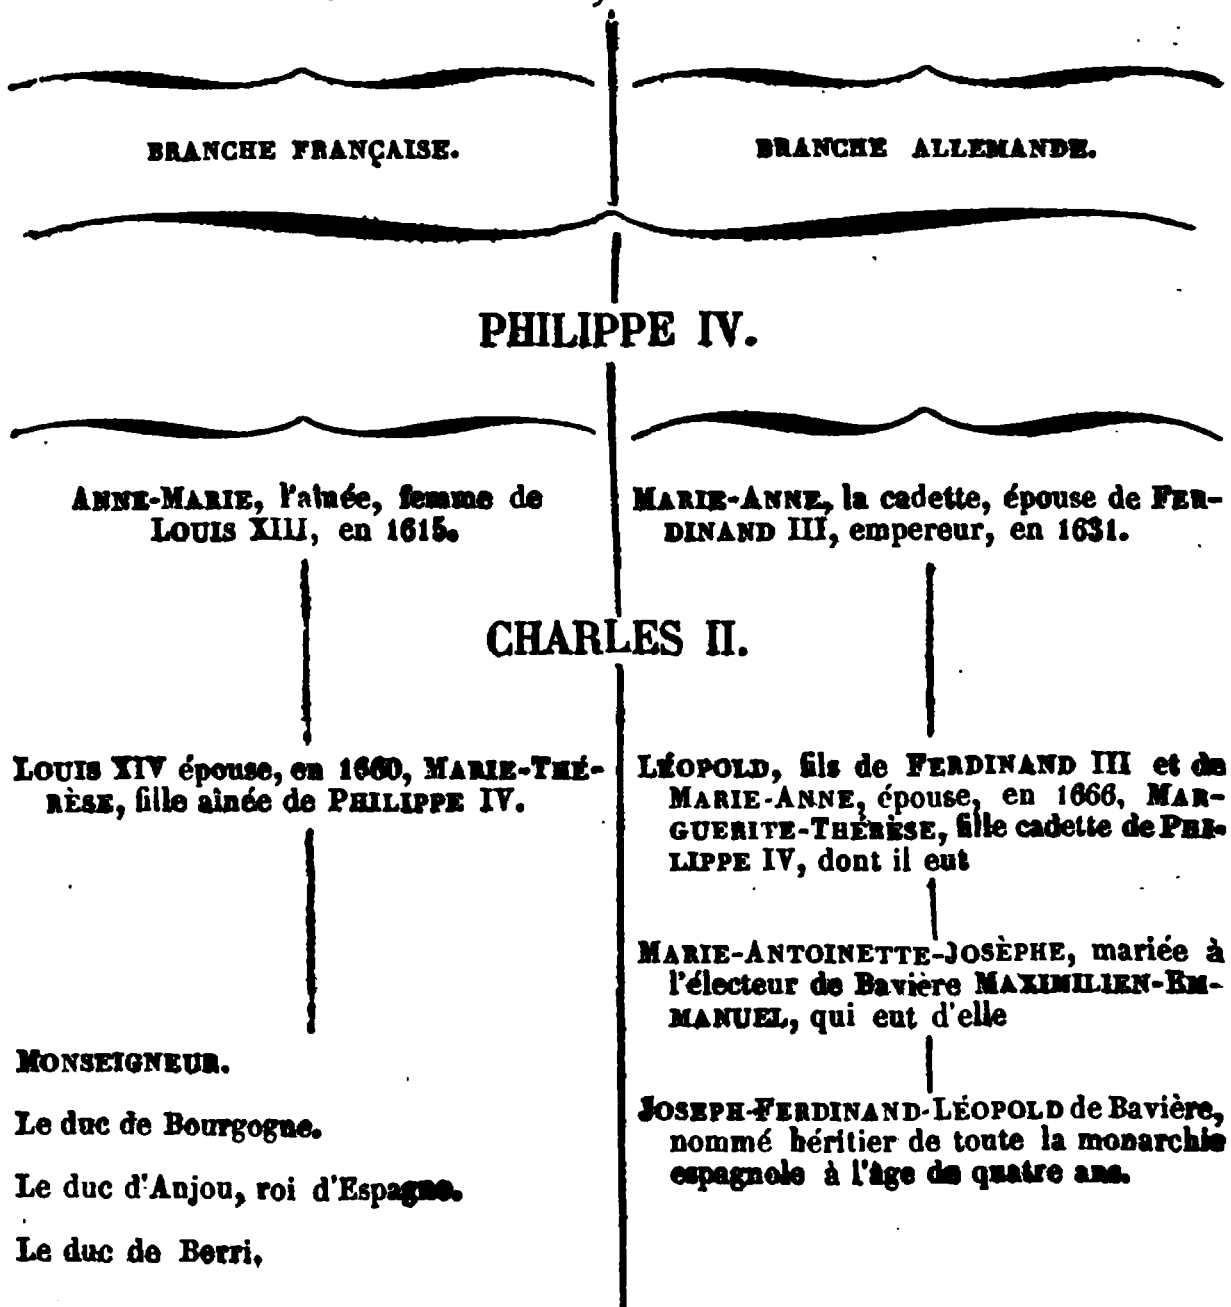 BRANCHE FRANÇAISE.
BRANCHE ALLEMANDE.
PHILIPPE IV.
ANNE-MARIE, l'aînée, femme de
LOUIS XIII, en 1615.
MARIE-ANNE, la cadette, épouse de FER-
DINAND III, empereur, en 1631.
CHARLES II.
LOUIS XIV épouse, en 1660, MARIE-THÉ-
RÈSE, fille aînée de PHILIPPE IV.
LÉOPOLD, fils de FERDINAND III et de
MARIE-ANNE, épouse, en 1666, MAR-
GUERITE-THÉRÈSE, fille cadette de PHI-
LIPPE IV, dont il eut
MARIE-ANTOINETTE-JOSÈPHE, mariée à
l'électeur de Bavière MAXIMILIEN-EM-
MANUEL, qui eut d'elle
MONSEIGNEUR.
Le duc de Bourgogne.
Le duc d'Anjou, roi d'Espagne.
Le duc de Berri.
JOSEPH-FERDINAND-LÉOPOLD de Bavière,
nommé héritier de toute la monarchie
espagnole à l'âge de quatre ans.